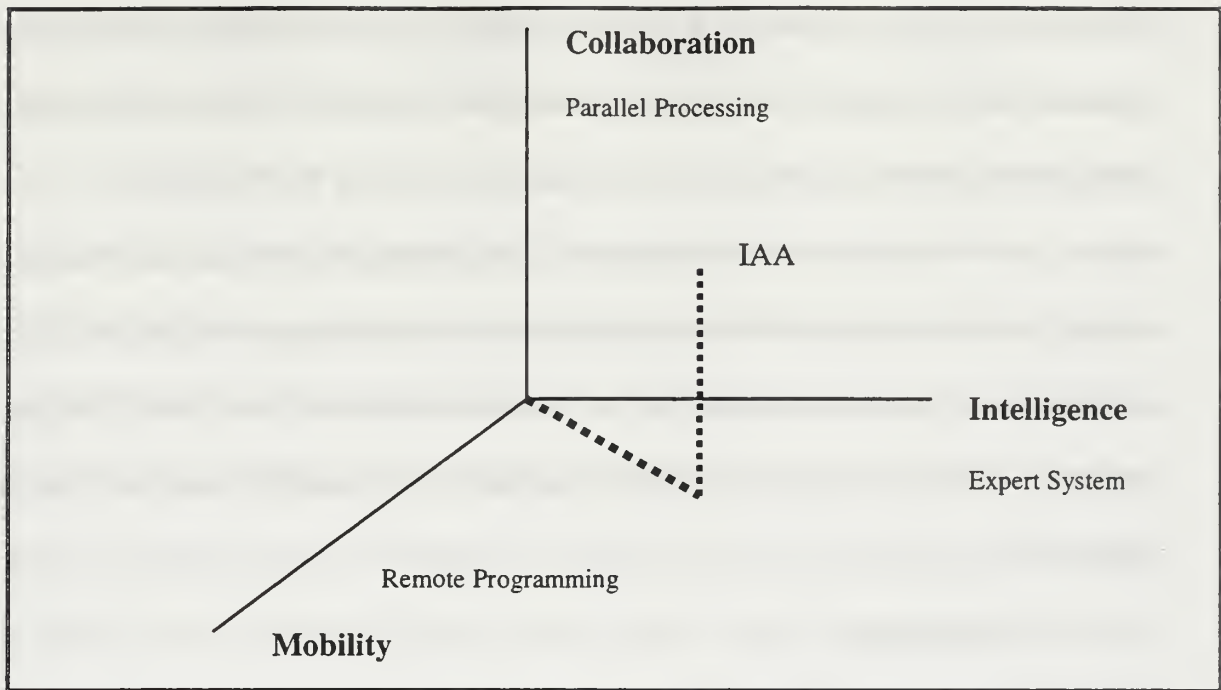 Collaboration
Parallel Processing
IAA
Intelligence
Expert System
Remote Programming
Mobility